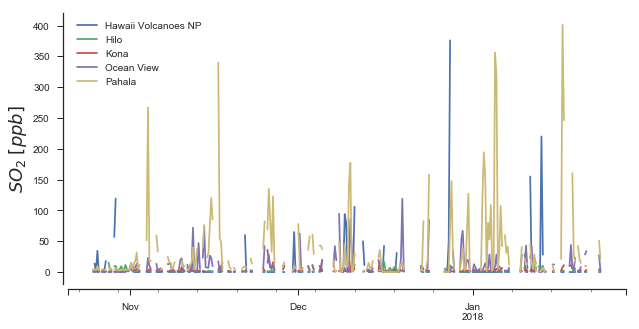 400
350
300
250
200
150
100
50
0
SO₂ [ppb]
Hawaii Volcanoes NP
Hilo
Kona
Ocean View
Pahala
Nov
Dec
Jan
2018